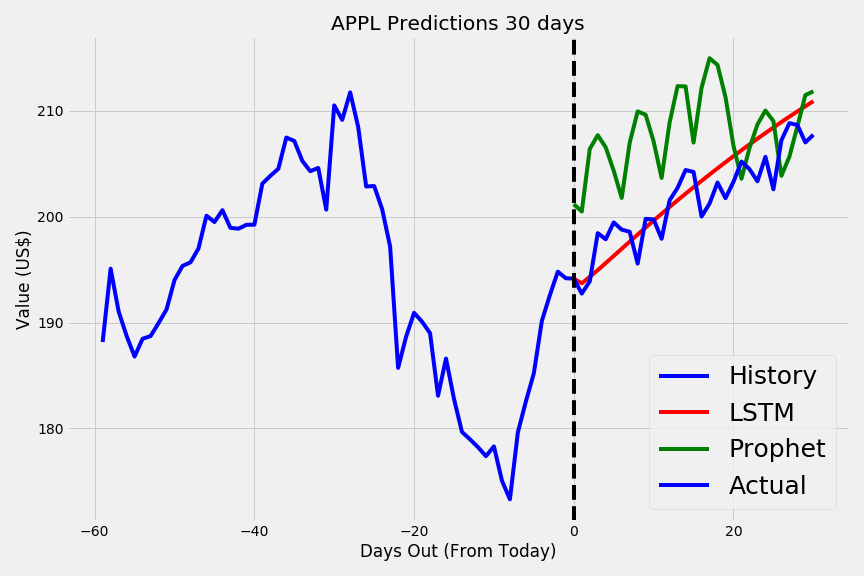 APPL Predictions 30 days
Value (US$)
210
200
190
180
−60
−40
−20
0
20
Days Out (From Today)
History
LSTM
Prophet
Actual